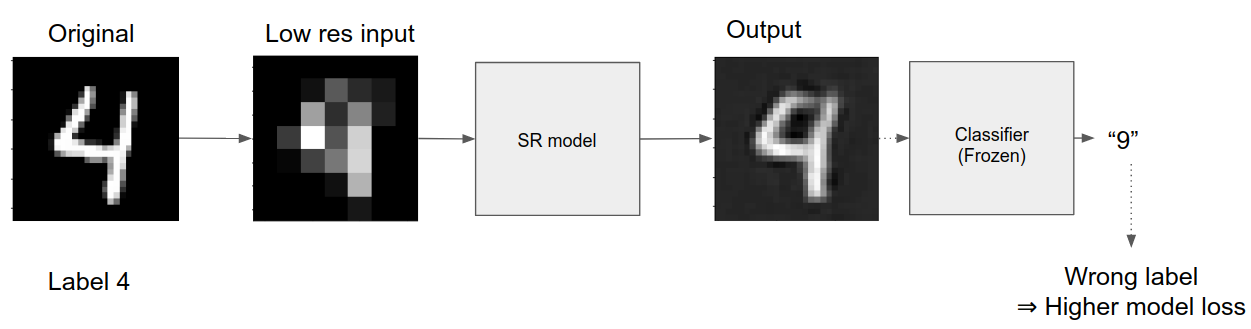 Original
Low res input
Output
SR model
Classifier
(Frozen)
“9”
Label 4
Wrong label
⇒ Higher model loss